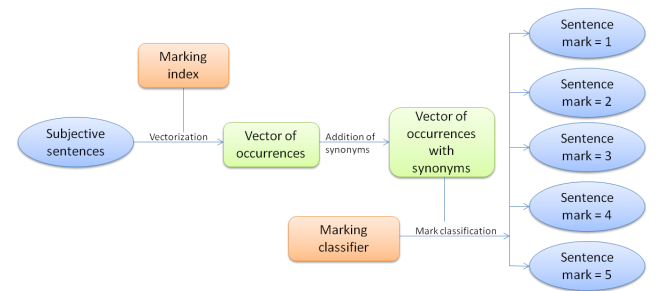 Marking
index
Subjective
sentences
Vectorization
Vector of
occurrences
Addition of
synonyms
Vector of
occurrences
with
synonyms
Marking
classifier
Mark classification
Sentence
mark = 1
Sentence
mark = 2
Sentence
mark = 3
Sentence
mark = 4
Sentence
mark = 5